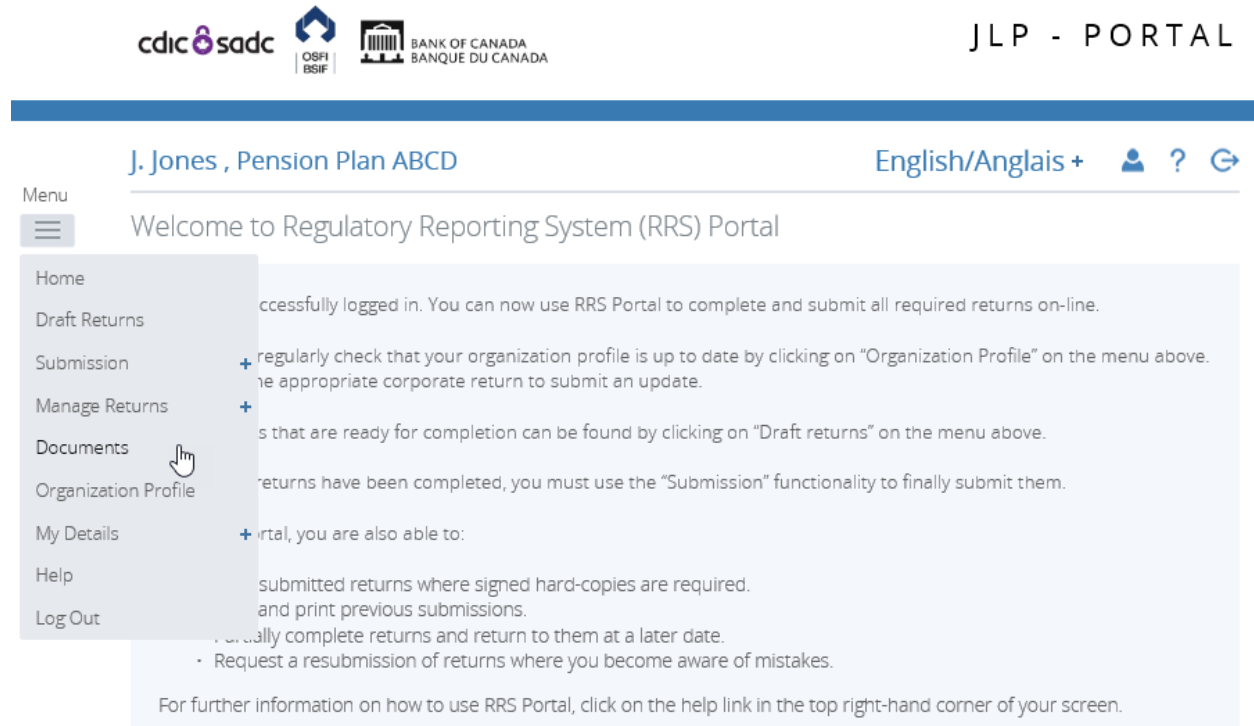 cdic sadc
OSFI
BSIF
BANK OF CANADA
BANQUE DU CANADA
JLP - PORTAL
J. Jones , Pension Plan ABCD
English/Anglais +
?
Menu
Welcome to Regulatory Reporting System (RRS) Portal
Home
Draft Returns
Submission +
Manage Returns +
Documents
Organization Profile
My Details +
Help
Log Out
logged in. You can now use RRS Portal to complete and submit all required returns on-line.
regularly check that your organization profile is up to date by clicking on “Organization Profile” on the menu above.
appropriate corporate return to submit an update.
that are ready for completion can be found by clicking on “Draft returns” on the menu above.
returns have been completed, you must use the “Submission” functionality to finally submit them.
you are also able to:
submitted returns where signed hard-copies are required.
and print previous submissions.
complete returns and return to them at a later date.
· Request a resubmission of returns where you become aware of mistakes.
For further information on how to use RRS Portal, click on the help link in the top right-hand corner of your screen.